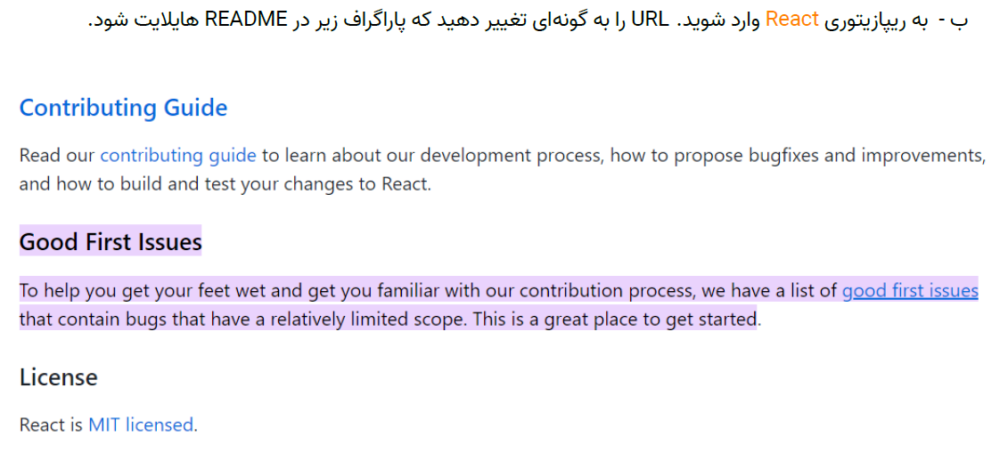 ب - به ریپازیتوری React وارد شوید. URL را به گونه‌ای تغییر دهید که پاراگراف زیر در README هایلایت شود.
Contributing Guide
Read our contributing guide to learn about our development process, how to propose bugfixes and improvements,
and how to build and test your changes to React.
Good First Issues
To help you get your feet wet and get you familiar with our contribution process, we have a list of good first issues
that contain bugs that have a relatively limited scope. This is a great place to get started.
License
React is MIT licensed.